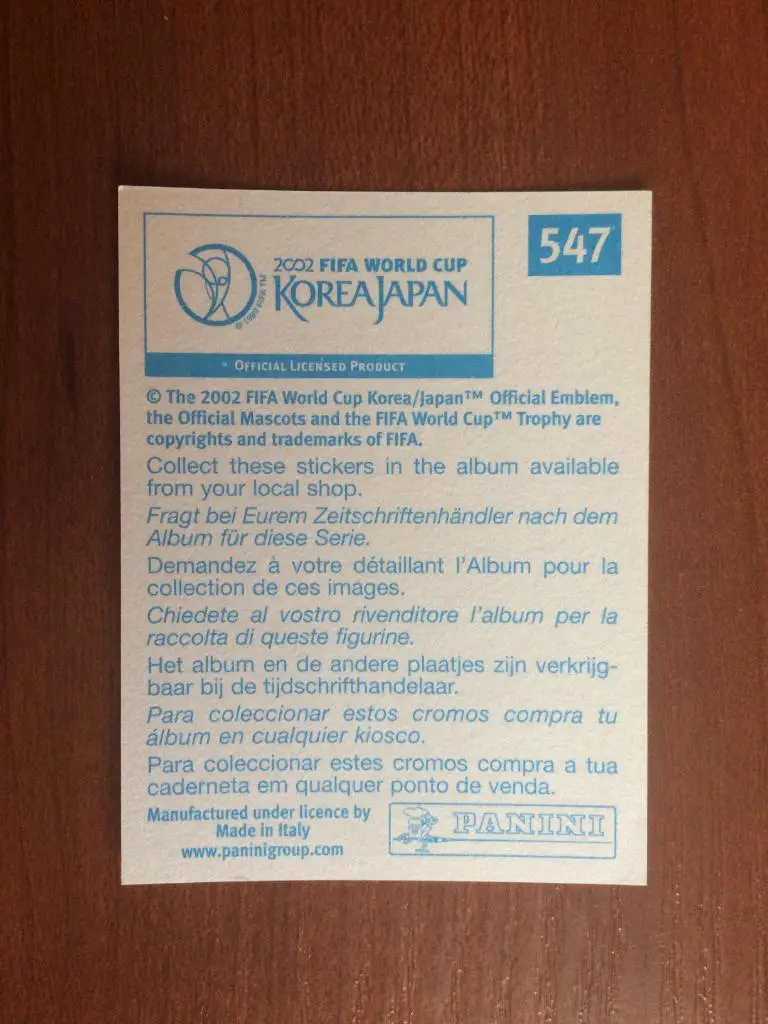 547
2002 FIFA WORLD CUP
KOREAJAPAN
© 1999 FIFA TM
OFFICIAL LICENSED PRODUCT
© The 2002 FIFA World Cup Korea/Japan™ Official Emblem,
the Official Mascots and the FIFA World Cup™ Trophy are
copyrights and trademarks of FIFA.
Collect these stickers in the album available
from your local shop.
Fragt bei Eurem Zeitschriftenhändler nach dem
Album für diese Serie.
Demandez à votre détaillant l'Album pour la
collection de ces images.
Chiedete al vostro rivenditore l'album per la
raccolta di queste figurine.
Het album en de andere plaatjes zijn verkrijg-
baar bij de tijdschrifthandelaar.
Para coleccionar estos cromos compra tu
álbum en cualquier kiosco.
Para coleccionar estes cromos compra a tua
caderneta em qualquer ponto de venda.
Manufactured under licence by
Made in Italy
www.paninigroup.com
PANINI